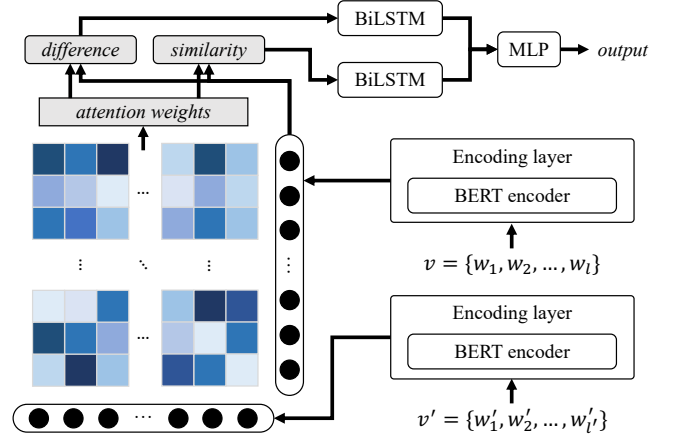 BiLSTM
difference
similarity
MLP
output
BiLSTM
attention weights
Encoding layer
BERT encoder
...
v = {w₁, w₂, ..., wₗ}
...
Encoding layer
BERT encoder
...
v′ = {w′₁, w′₂, ..., w′ₗ′}
...